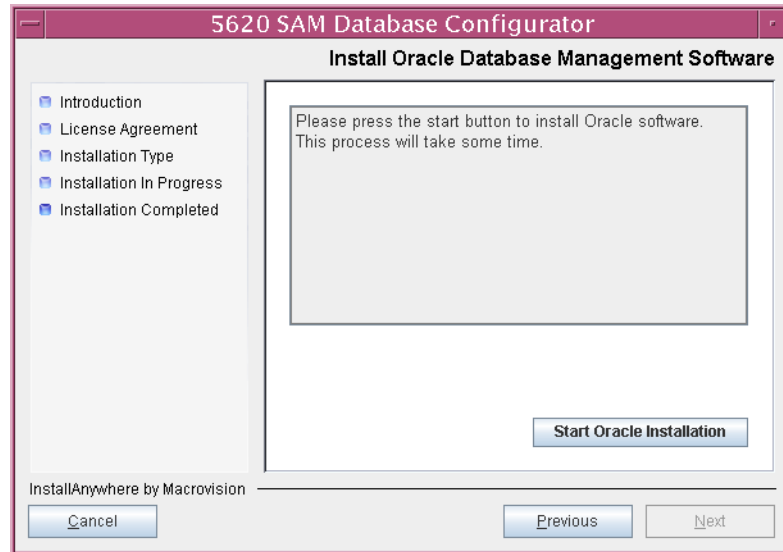 5620 SAM Database Configurator
Install Oracle Database Management Software
Introduction
License Agreement
Installation Type
Installation In Progress
Installation Completed
Please press the start button to install Oracle software.
This process will take some time.
Start Oracle Installation
InstallAnywhere by Macrovision
Cancel
Previous
Next